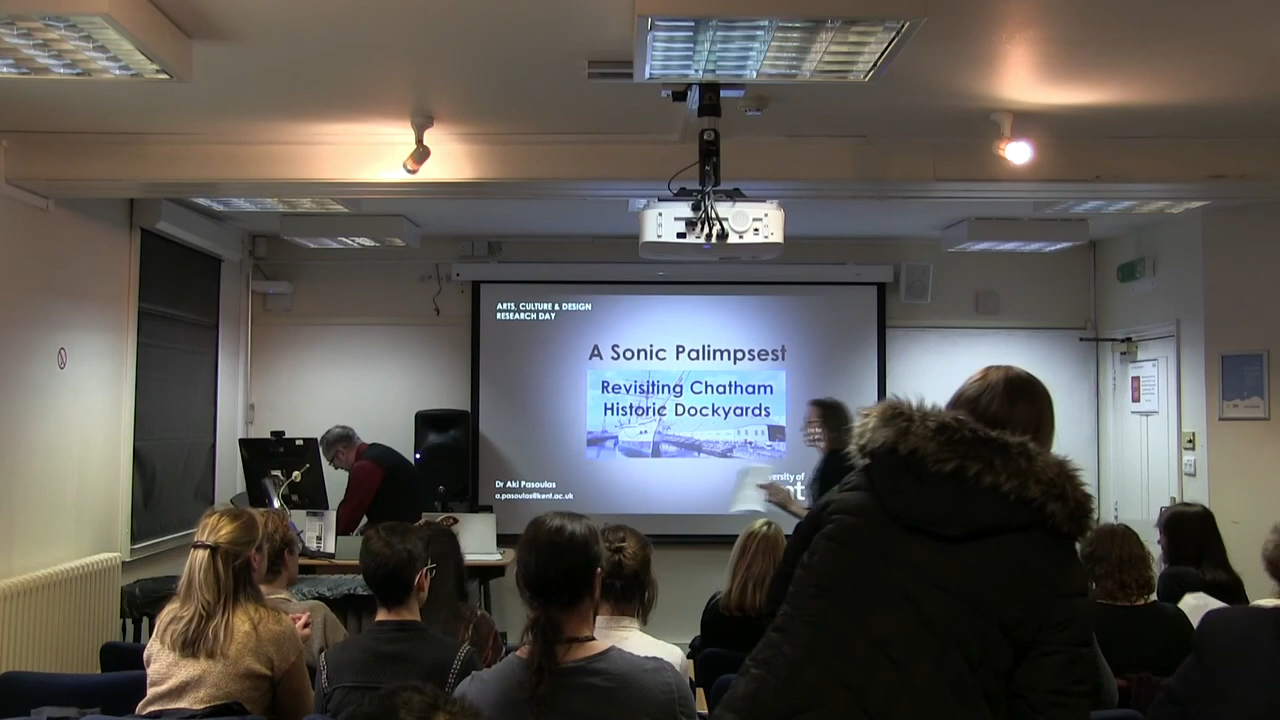 ARTS, CULTURE & DESIGN
RESEARCH DAY
A Sonic Palimpsest
Revisiting Chatham
Historic Dockyards
Dr Aki Pasoulas
a.pasoulas@kent.ac.uk